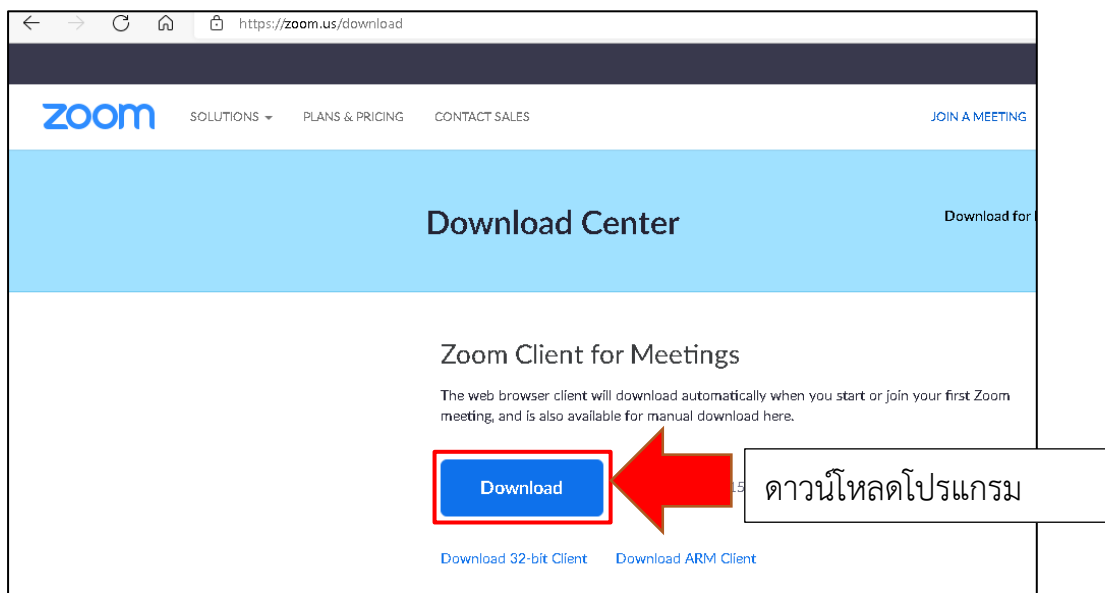 https://zoom.us/download
zoom SOLUTIONS PLANS & PRICING CONTACT SALES JOIN A MEETING
Download Center
Download for
Zoom Client for Meetings
The web browser client will download automatically when you start or join your first Zoom
meeting, and is also available for manual download here.
Download
ดาวน์โหลดโปรแกรม
Download 32-bit Client Download ARM Client